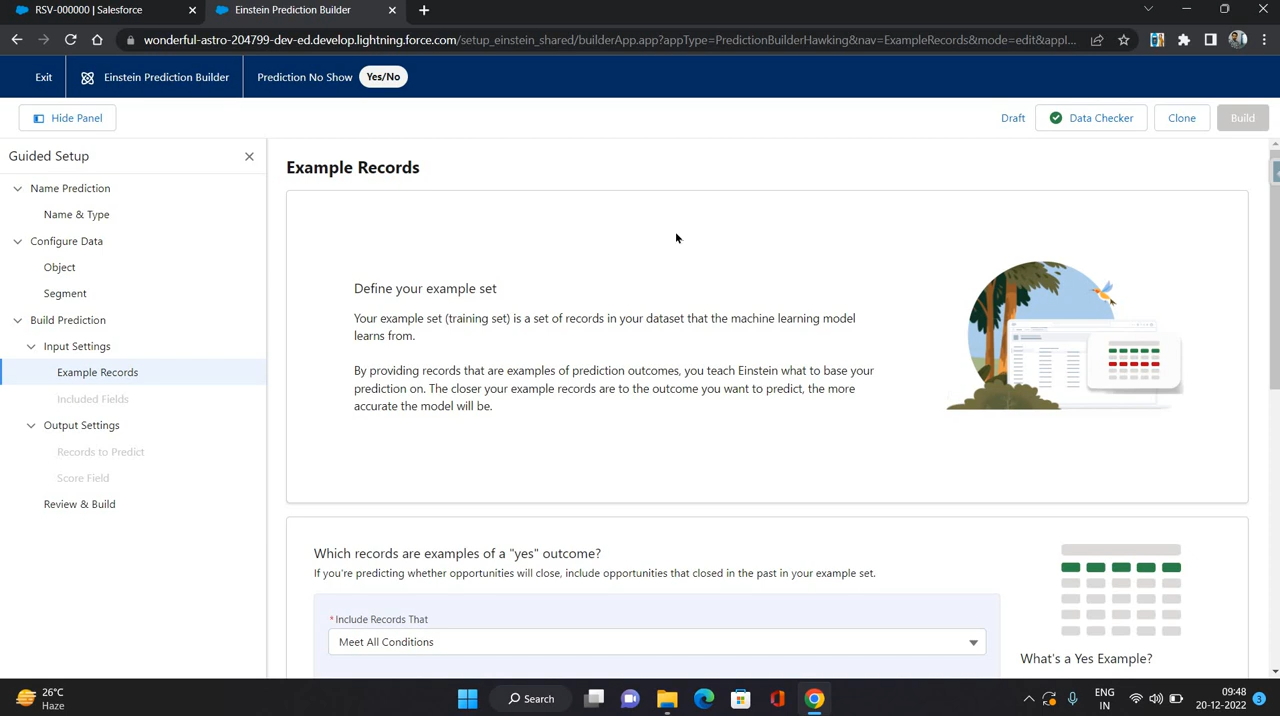 RSV-000000 | Salesforce
Einstein Prediction Builder
wonderful-astro-204799-dev-ed.develop.lightning.force.com/setup_einstein_shared/builderApp.app?appType=PredictionBuilderHawking&nav=ExampleRecords&mode=edit&appl...
Exit
Einstein Prediction Builder
Prediction No Show Yes/No
Hide Panel
Draft
Data Checker
Clone
Build
Guided Setup
Name Prediction
Name & Type
Configure Data
Object
Segment
Build Prediction
Input Settings
Example Records
Included Fields
Output Settings
Records to Predict
Score Field
Review & Build
Example Records
Define your example set
Your example set (training set) is a set of records in your dataset that the machine learning model
learns from.
By providing records that are examples of prediction outcomes, you teach Einstein what to base your
prediction on. The closer your example records are to the outcome you want to predict, the more
accurate the model will be.
Which records are examples of a "yes" outcome?
If you're predicting whether opportunities will close, include opportunities that closed in the past in your example set.
*Include Records That
Meet All Conditions
What's a Yes Example?
26°C
Haze
Search
ENG
IN
09:48
20-12-2022
3